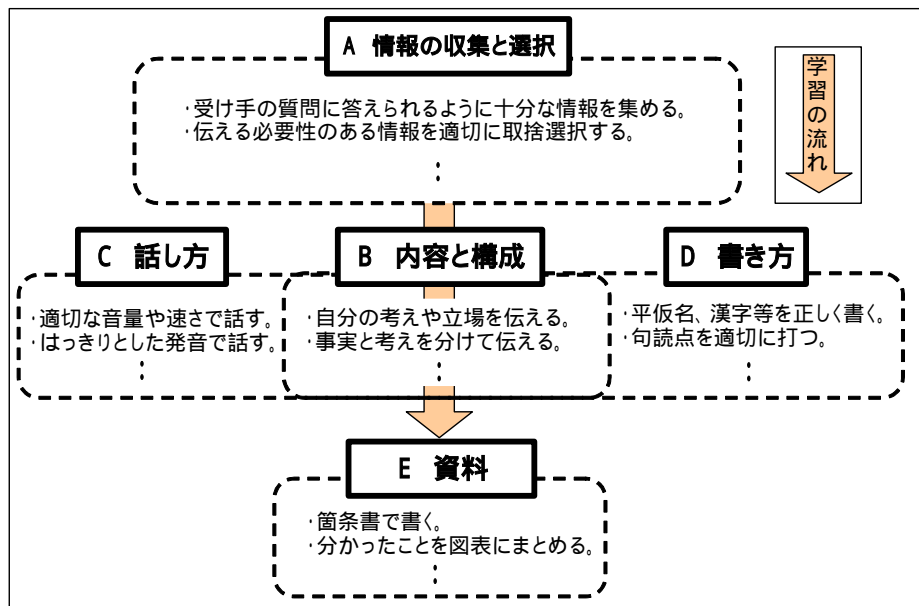 A 情報の収集と選択
・受け手の質問に答えられるように十分な情報を集める。
・伝える必要性のある情報を適切に取捨選択する。
学習の流れ
C 話し方
・適切な音量や速さで話す。
・はっきりとした発音で話す。
B 内容と構成
・自分の考えや立場を伝える。
・事実と考えを分けて伝える。
D 書き方
・平仮名、漢字等を正しく書く。
・句読点を適切に打つ。
E 資料
・箇条書で書く。
・分かったことを図表にまとめる。